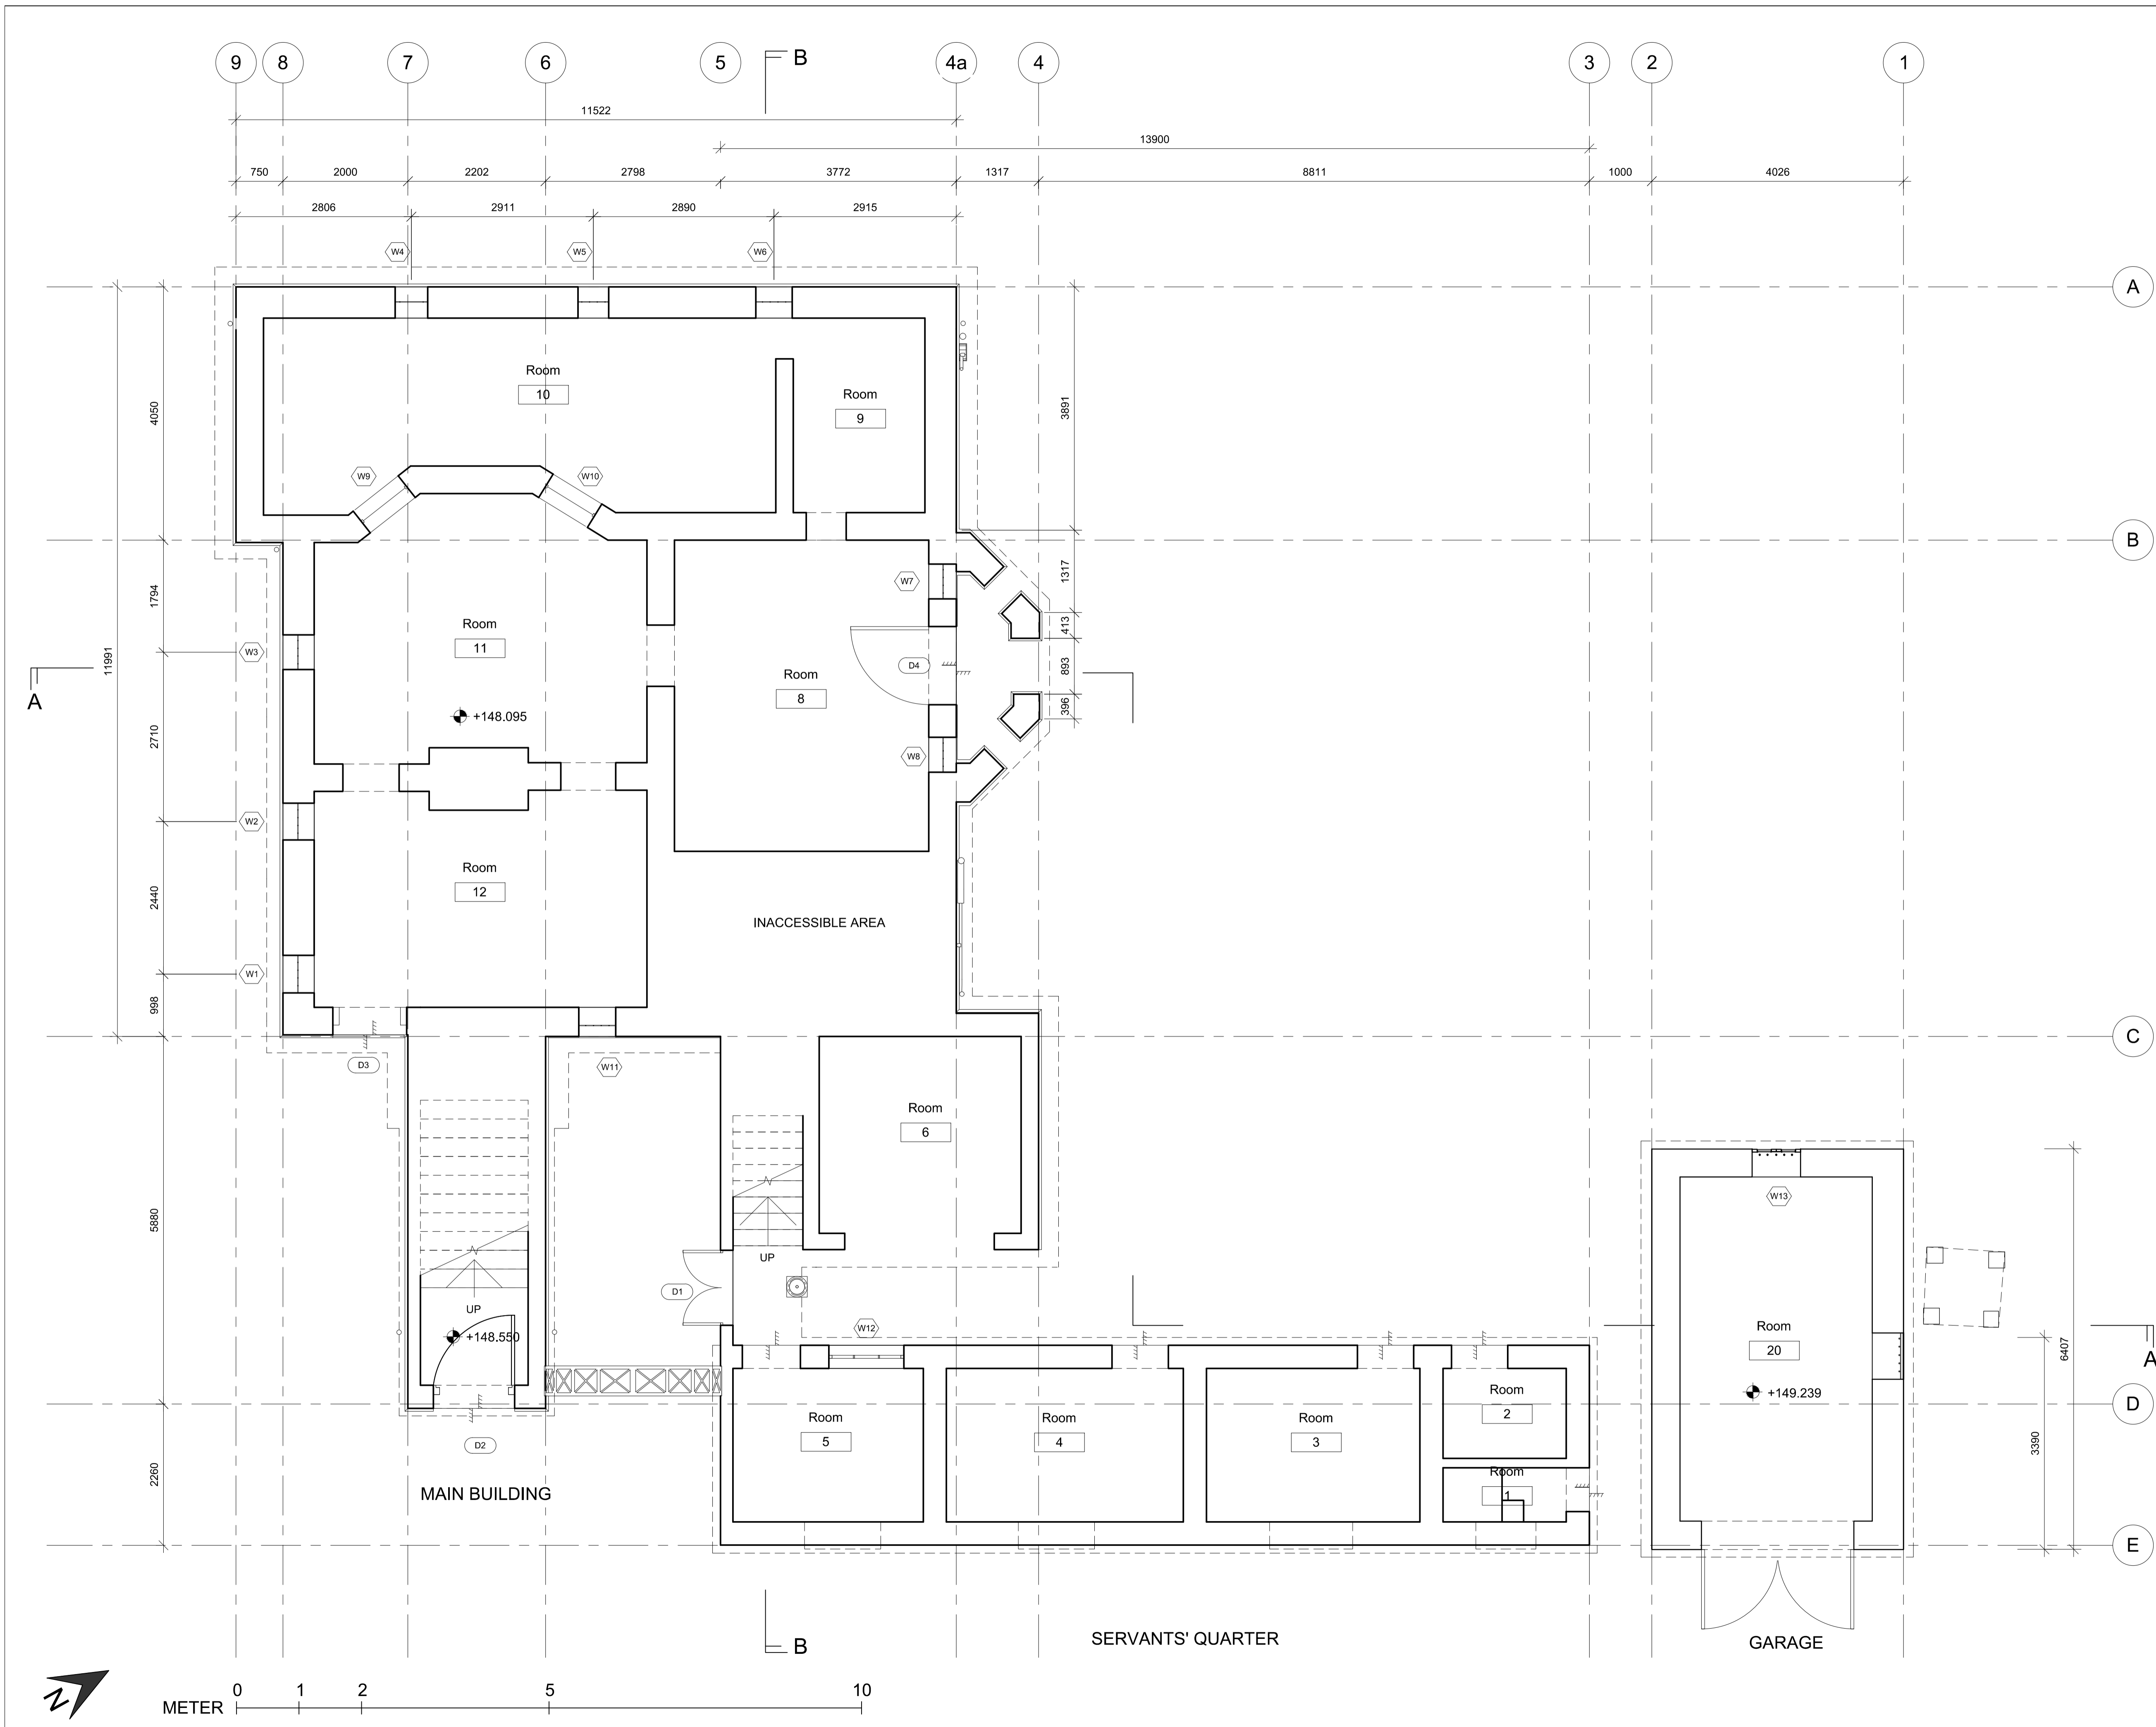 9 8 7 6 5 4a 4 3 2 1
B
11522
13900
750 2000 2202 2798 3772 1317 8811 1000 4026
2806 2911 2890 2915
W4 W5 W6
A
4050
3891
Room
10
Room
9
W9 W10
B
1794
1317
W7
413
Room
11
W3
11991
D4
893
Room
8
A
396
+148.095
2710
W8
W2
Room
12
2440
INACCESSIBLE AREA
W1
998
C
D3
W11
Room
6
W13
5880
UP
D1
UP
+148.550
W12
Room
20
6407
A
+149.239
Room
2
D
Room
5
Room
4
Room
3
3390
D2
2260
Room
1
MAIN BUILDING
E
SERVANTS' QUARTER
GARAGE
B
N
METER 0 1 2 5 10